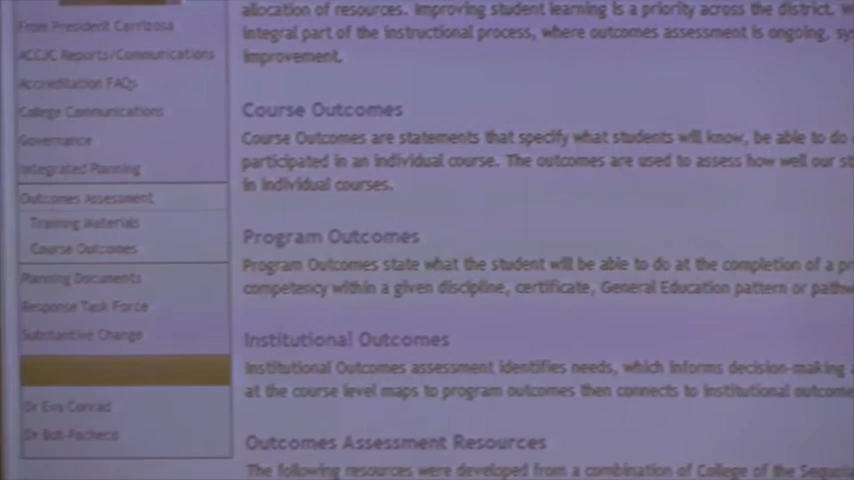 From President Carrizosa
ACCJC Reports/Communications
Accreditation FAQs
College Communications
Governance
Integrated Planning
Outcomes Assessment
Training Materials
Course Outcomes
Planning Documents
Response Task Force
Substantive Change
Dr Eva Conrad
Dr Bob Pacheco
allocation of resources. Improving student learning is a priority across the district.
integral part of the instructional process, where outcomes assessment is ongoing,
improvement.
Course Outcomes
Course Outcomes are statements that specify what students will know, be able to do
participated in an individual course. The outcomes are used to assess how well our
in individual courses.
Program Outcomes
Program Outcomes state what the student will be able to do at the completion of a
competency within a given discipline, certificate, General Education pattern or
Institutional Outcomes
Institutional Outcomes assessment identifies needs, which informs decision-making
at the course level maps to program outcomes then connects to institutional
Outcomes Assessment Resources
The following resources were developed from a combination of College of the